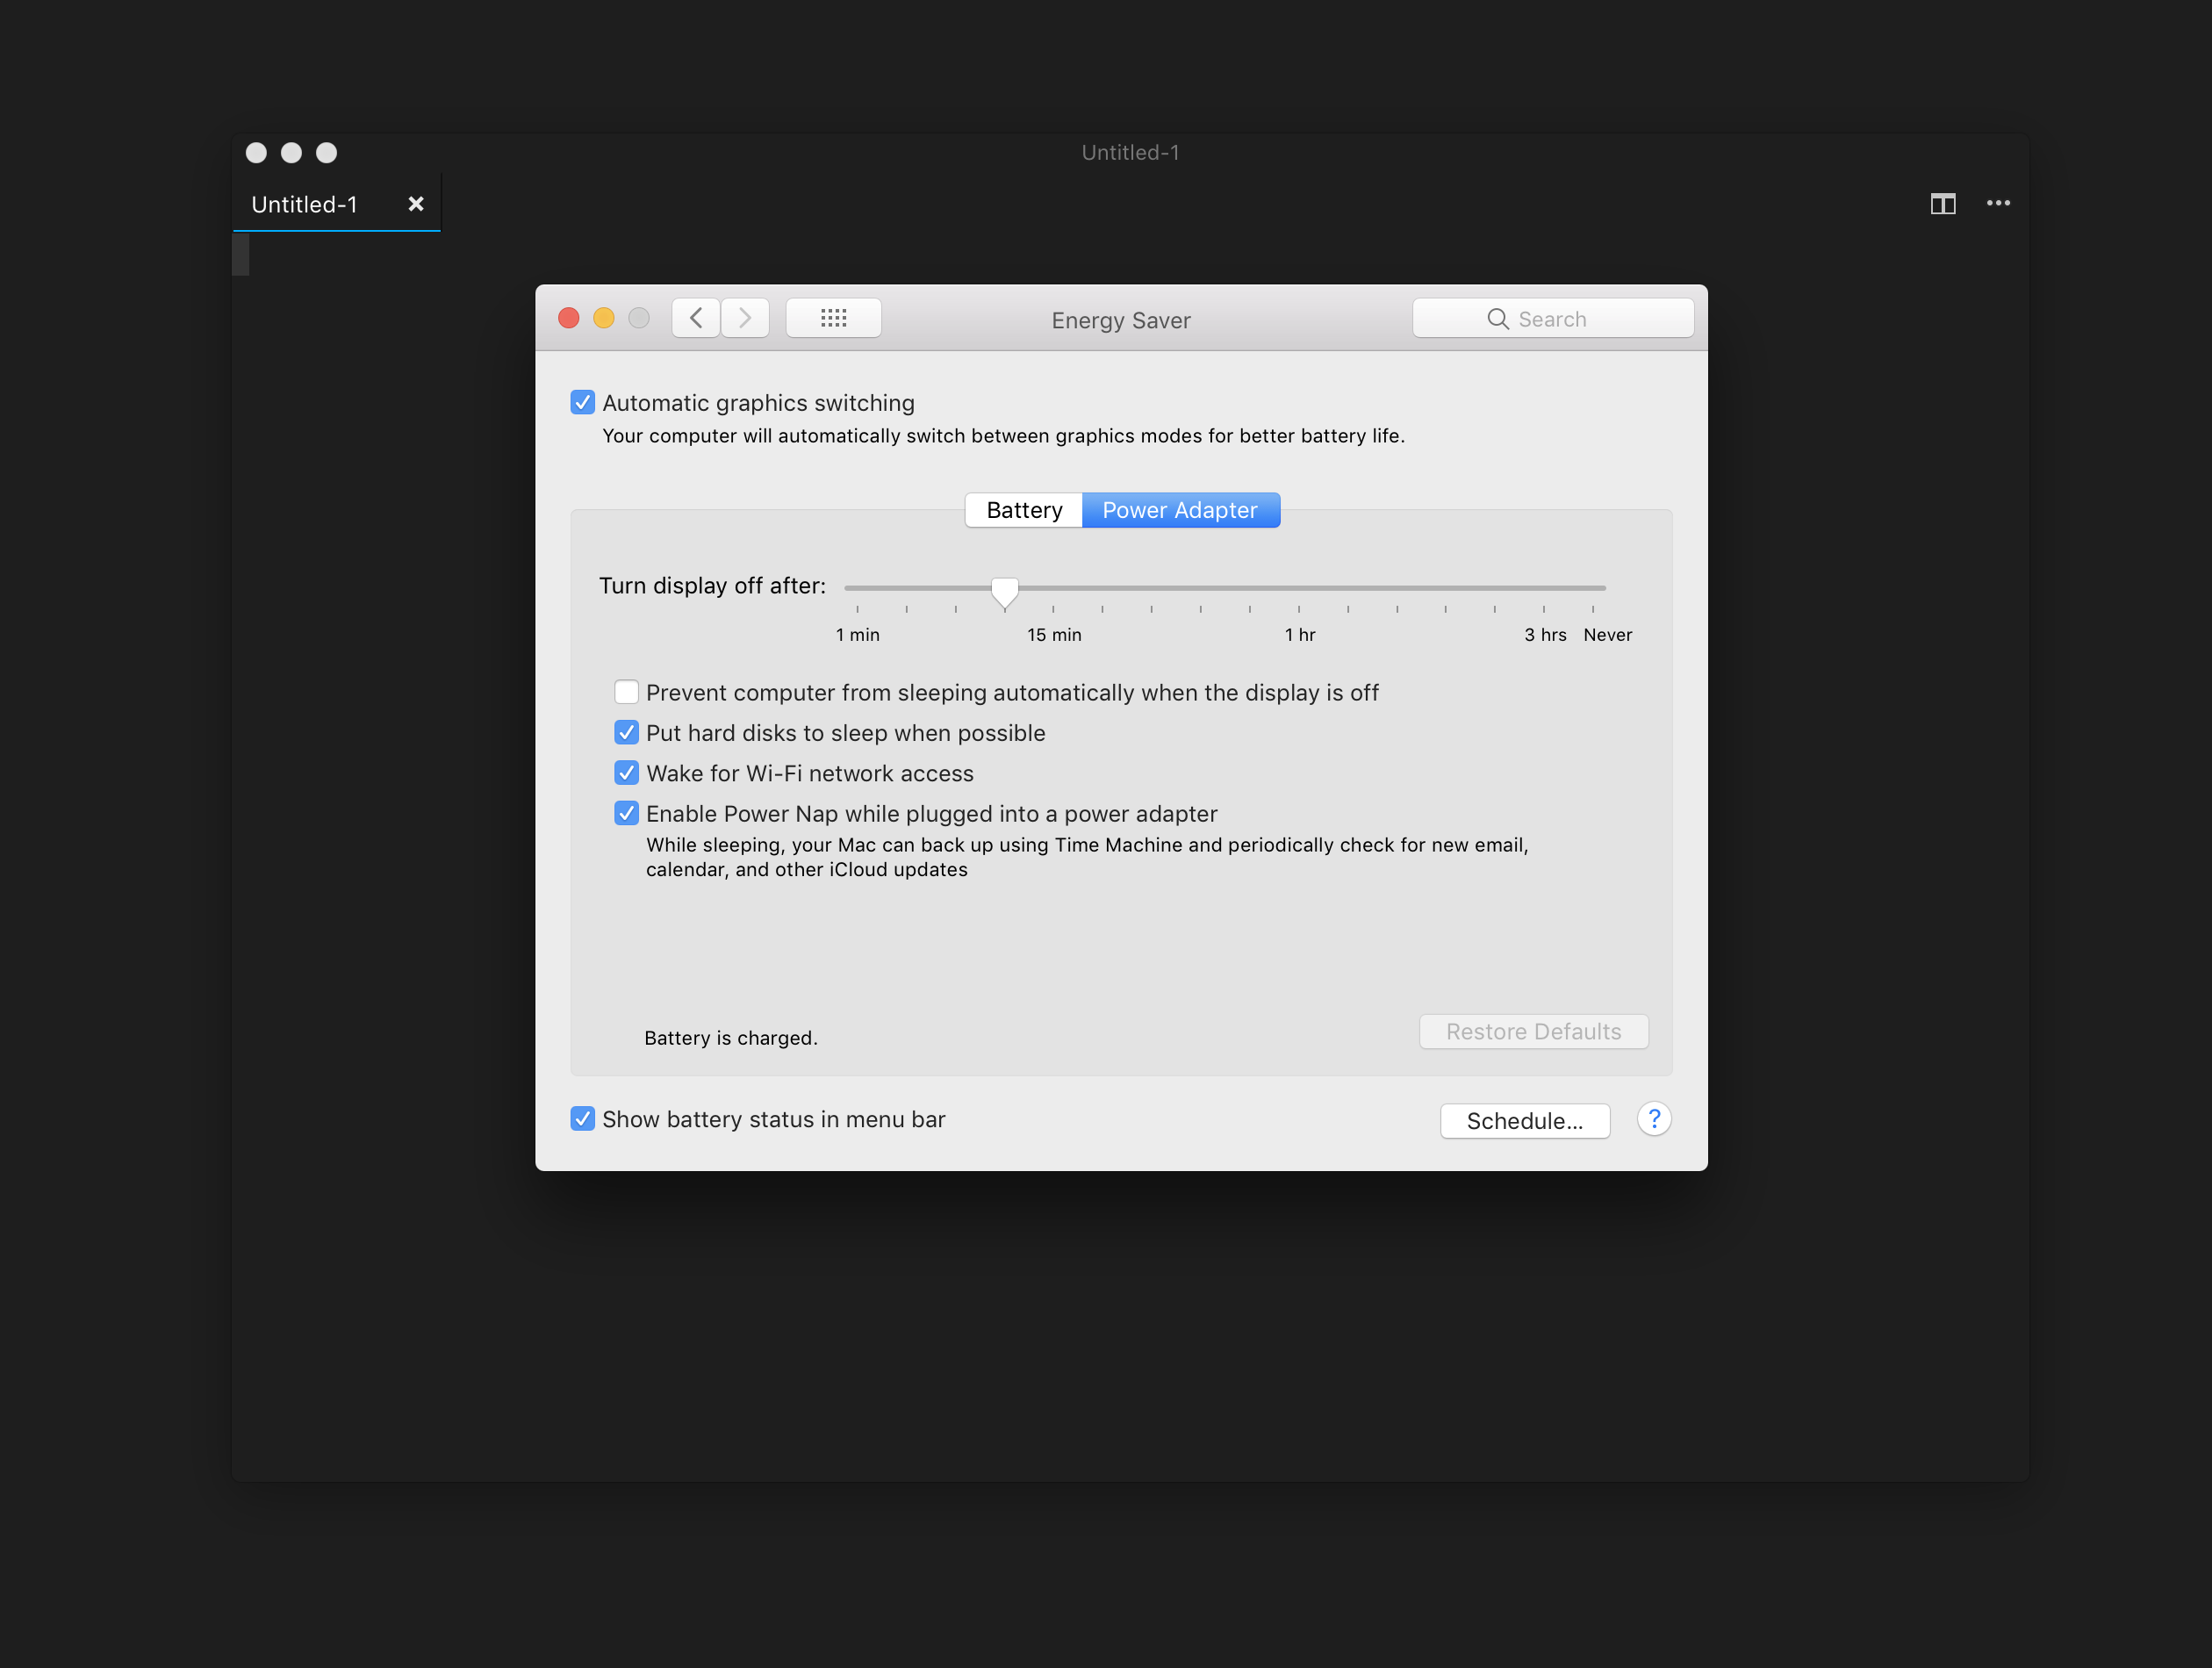 Untitled-1
Untitled-1
Energy Saver
Search
Automatic graphics switching
Your computer will automatically switch between graphics modes for better battery life.
Battery Power Adapter
Turn display off after:
1 min 15 min 1 hr 3 hrs Never
Prevent computer from sleeping automatically when the display is off
Put hard disks to sleep when possible
Wake for Wi-Fi network access
Enable Power Nap while plugged into a power adapter
While sleeping, your Mac can back up using Time Machine and periodically check for new email,
calendar, and other iCloud updates
Battery is charged.
Restore Defaults
Show battery status in menu bar
Schedule...
?